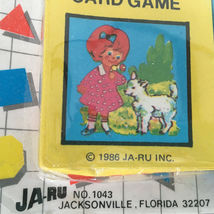 CARD GAME
© 1986 JA-RU INC.
JA-RU NO. 1043
JACKSONVILLE, FLORIDA 32207